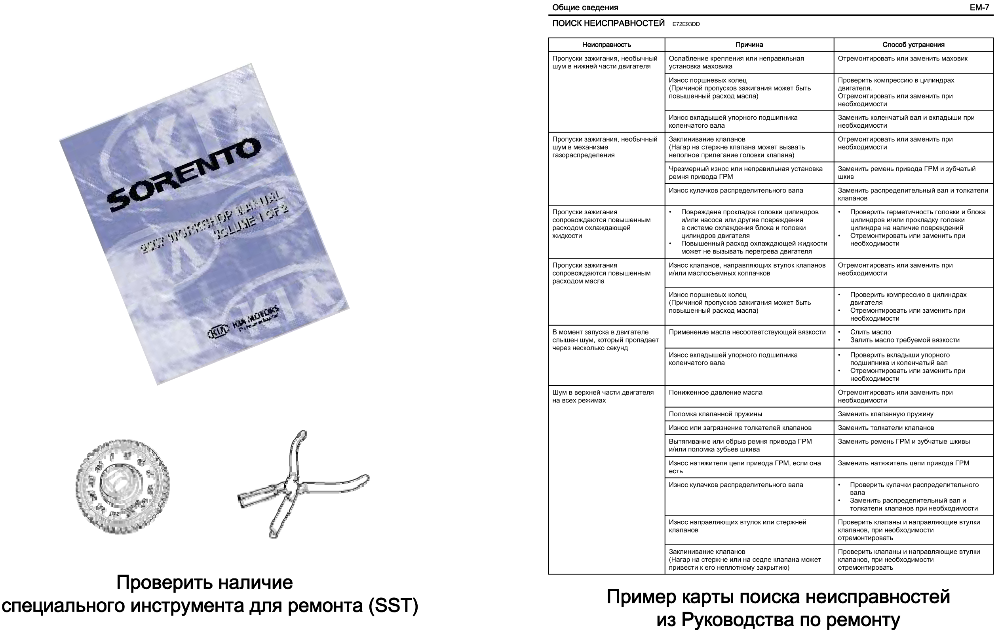 SORENTO
WORKSHOP MANUAL
VOLUME 1 OF 2
KIA KIA MOTORS
Проверить наличие
специального инструмента для ремонта (SST)
Общие сведения EM-7
ПОИСК НЕИСПРАВНОСТЕЙ E72E93DD
Неисправность Причина Способ устранения
Пропуски зажигания, необычный
шум в нижней части двигателя
Ослабление крепления или неправильная
установка маховика
Отремонтировать или заменить маховик
Износ поршневых колец
(Причиной пропусков зажигания может быть
повышенный расход масла)
Проверить компрессию в цилиндрах
двигателя.
Отремонтировать или заменить при
необходимости
Износ вкладышей упорного подшипника
коленчатого вала
Заменить коленчатый вал и вкладыши при
необходимости
Пропуски зажигания, необычный
шум в механизме
газораспределения
Заклинивание клапанов
(Нагар на стержне клапана может вызвать
неполное прилегание головки клапана)
Отремонтировать или заменить при
необходимости
Чрезмерный износ или неправильная установка
ремня привода ГРМ
Заменить ремень привода ГРМ и зубчатый
шкив
Износ кулачков распределительного вала
Заменить распределительный вал и толкатели
клапанов
Пропуски зажигания
сопровождаются повышенным
расходом охлаждающей
жидкости
• Повреждена прокладка головки цилиндров
и/или насоса или другие повреждения
в системе охлаждения блока и головки
цилиндров двигателя
• Повышенный расход охлаждающей жидкости
может не вызывать перегрева двигателя
• Проверить герметичность головки и блока
цилиндров и/или прокладку головки
цилиндра на наличие повреждений
• Отремонтировать или заменить при
необходимости
Пропуски зажигания
сопровождаются повышенным
расходом масла
Износ клапанов, направляющих втулок клапанов
и/или маслосъемных колпачков
Отремонтировать или заменить при
необходимости
Износ поршневых колец
(Причиной пропусков зажигания может быть
повышенный расход масла)
• Проверить компрессию в цилиндрах
двигателя
• Отремонтировать или заменить при
необходимости
В момент запуска в двигателе
слышен шум, который пропадает
через несколько секунд
Применение масла несоответствующей вязкости
• Слить масло
• Залить масло требуемой вязкости
Износ вкладышей упорного подшипника
коленчатого вала
• Проверить вкладыши упорного
подшипника и коленчатый вал
• Отремонтировать или заменить при
необходимости
Шум в верхней части двигателя
на всех режимах
Пониженное давление масла
Отремонтировать или заменить при
необходимости
Поломка клапанной пружины
Заменить клапанную пружину
Износ или загрязнение толкателей клапанов
Заменить толкатели клапанов
Вытягивание или обрыв ремня привода ГРМ
и/или поломка зубьев шкива
Заменить ремень ГРМ и зубчатые шкивы
Износ натяжителя цепи привода ГРМ, если она
есть
Заменить натяжитель цепи привода ГРМ
Износ кулачков распределительного вала
• Проверить кулачки распределительного
вала
• Заменить распределительный вал и
толкатели клапанов при необходимости
Износ направляющих втулок или стержней
клапанов
Проверить клапаны и направляющие втулки
клапанов, при необходимости
отремонтировать
Заклинивание клапанов
(Нагар на стержне или на седле клапана может
привести к его неплотному закрытию)
Проверить клапаны и направляющие втулки
клапанов, при необходимости
отремонтировать
Пример карты поиска неисправностей
из Руководства по ремонту